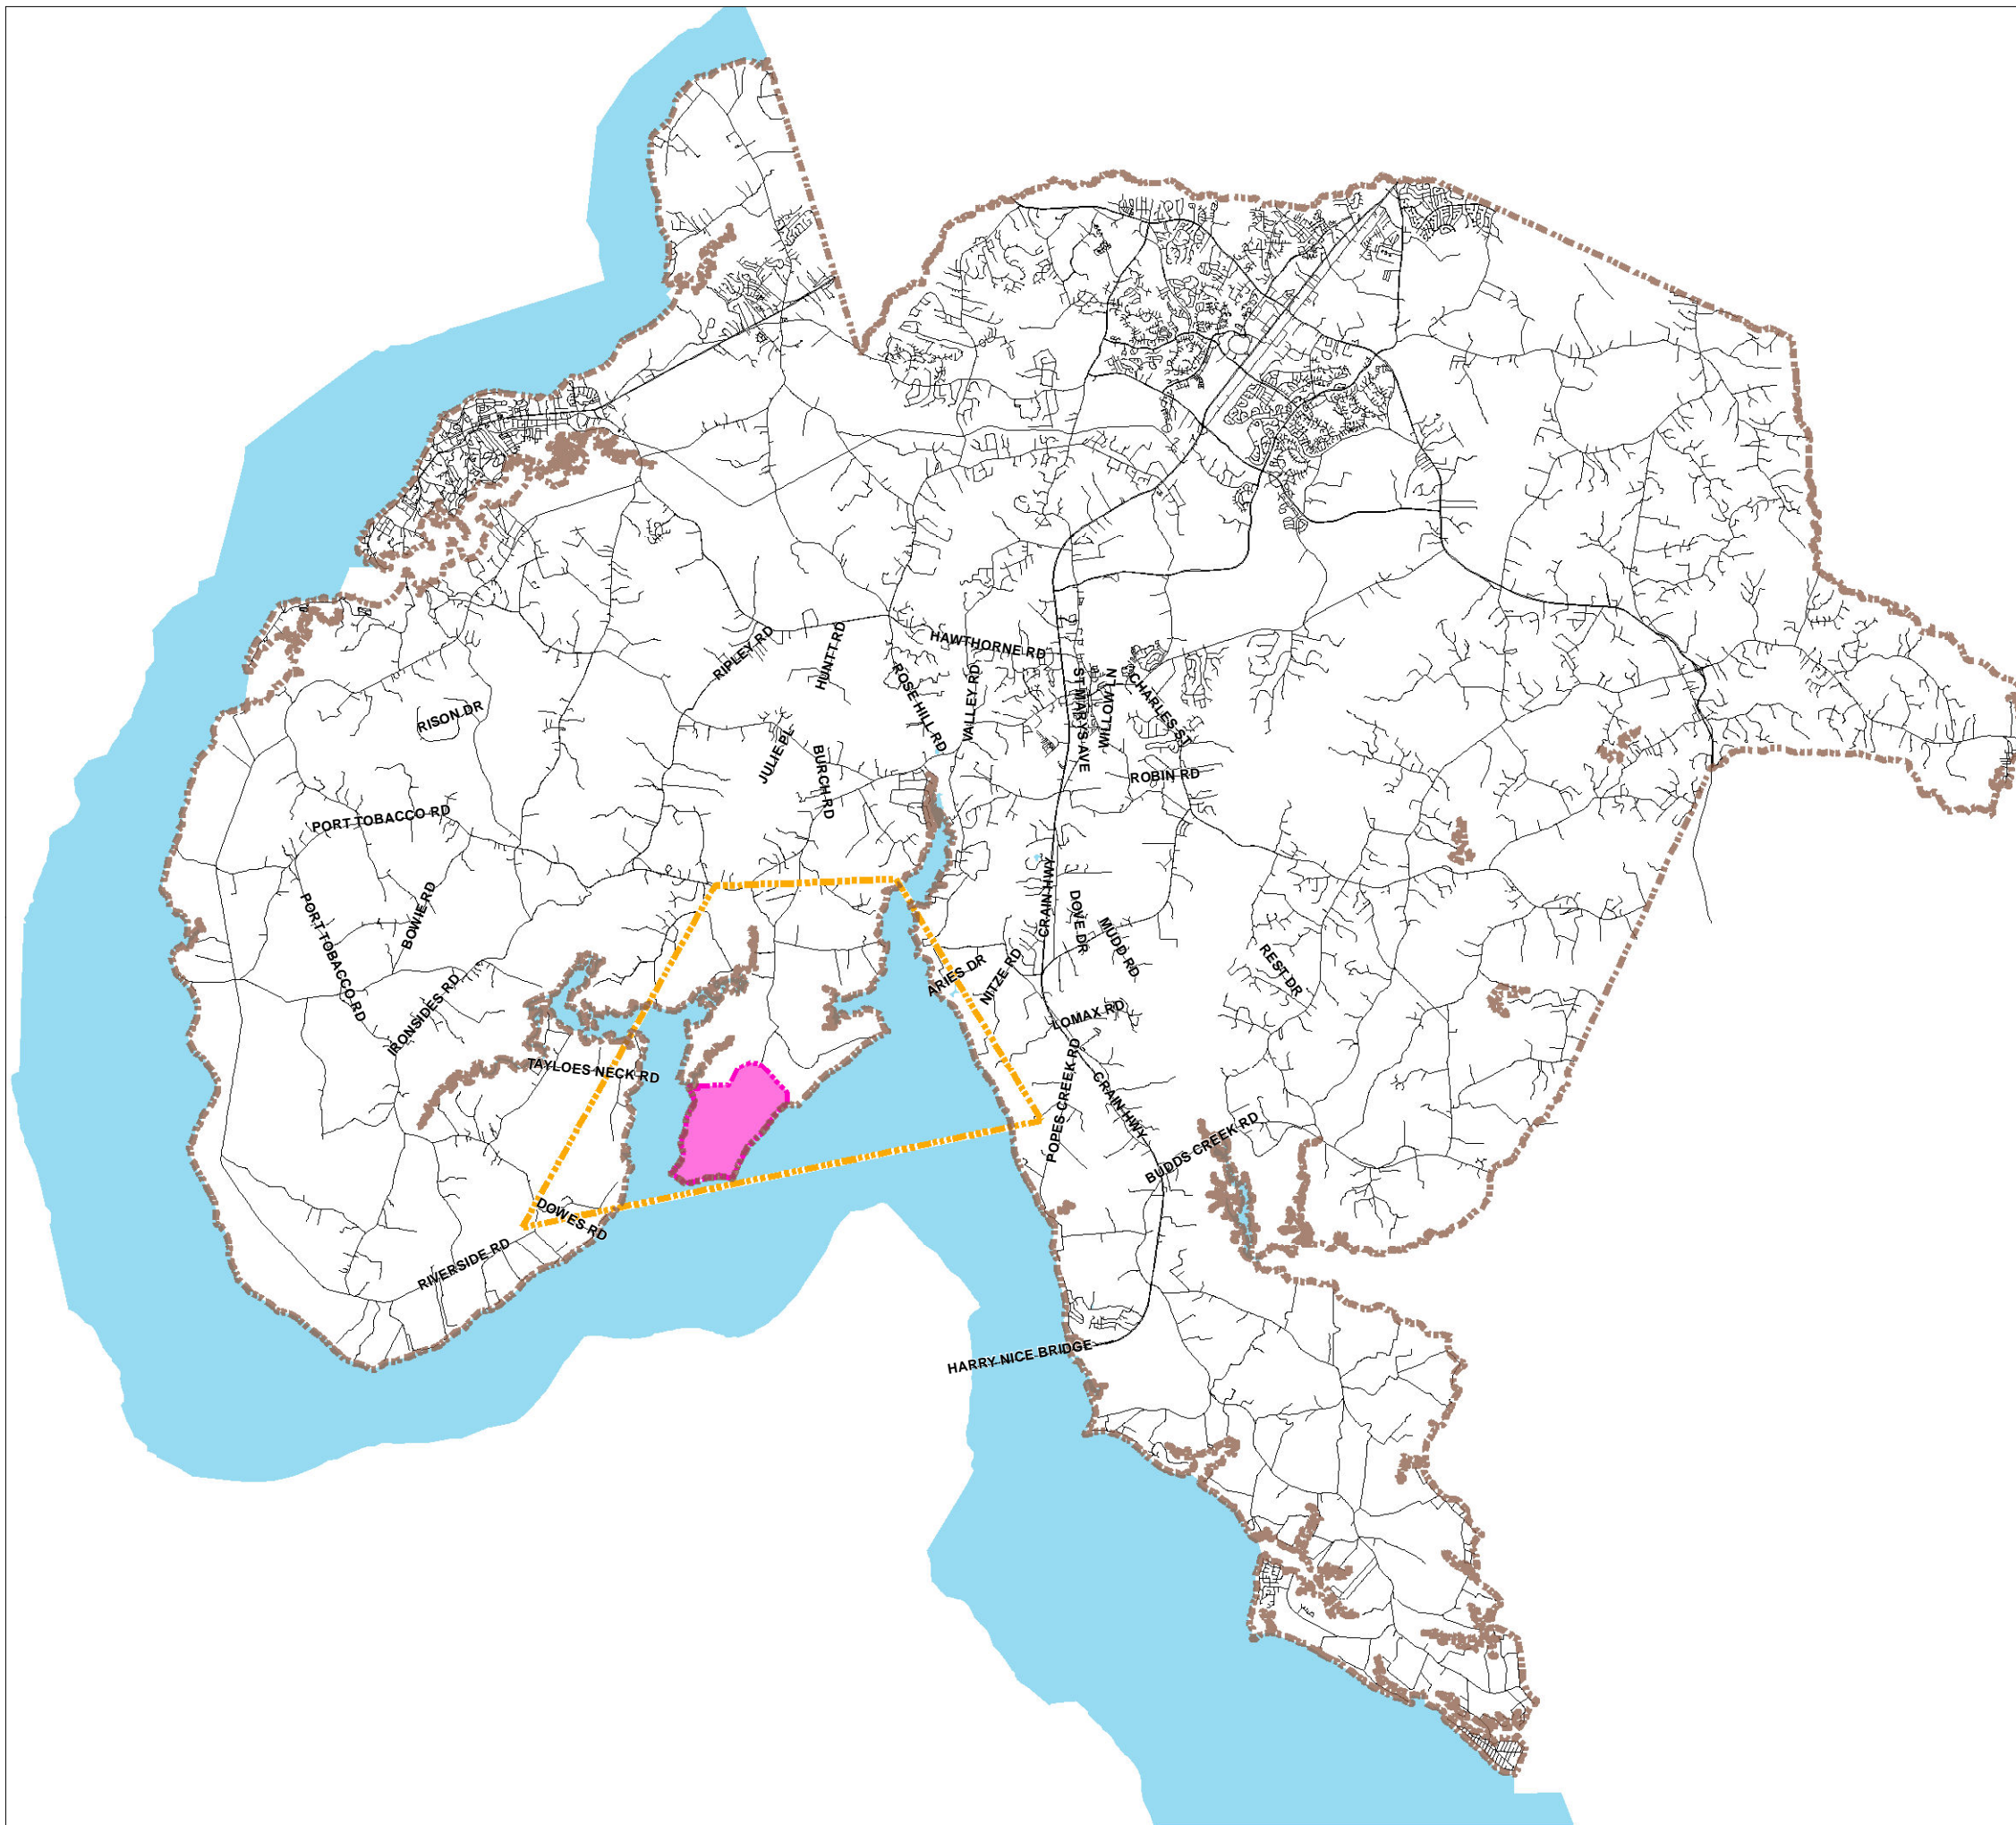 HAWTHORNE RD
RIPLEY RD
HUNTT RD
ROSE HILL RD
VALLEY RD
ST MARYS AVE
WILLOW LN
CHARLES ST
RISON DR
JULIE PL
BURCH RD
ROBIN RD
PORT TOBACCO RD
PORT TOBACCO RD
BOWIE RD
CRAIN HWY
DOVE DR
MUDD RD
REST DR
ARIES DR
NITZE RD
IRONSIDES RD
LOMAX RD
TAYLOES NECK RD
POPES CREEK RD
CRAIN HWY
BUDDS CREEK RD
DOWES RD
RIVERSIDE RD
HARRY NICE BRIDGE